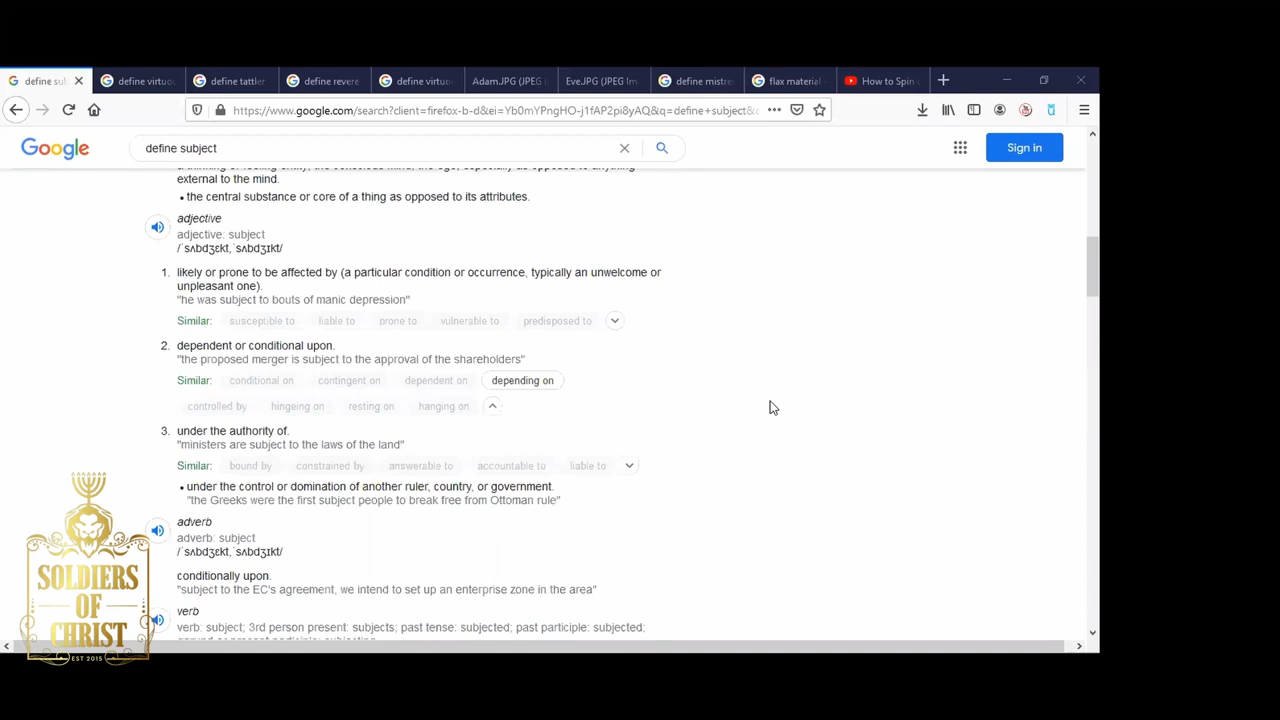 define sub
define virtuo
define tattler
define revere
define virtuo
Adam.JPG (JPEG I
EveJPG (JPEG Im
define mistre
flax material
How to Spin
https://www.google.com/search?client=firefox-b-d&ei=Yb0mYPngHO-j1fAP2pi8yAQ&q=define+subject&
Google
define subject
Sign in
external to the mind.
• the central substance or core of a thing as opposed to its attributes.
adjective
adjective: subject
/ˈsʌbdʒɛkt,ˈsʌbdʒɪkt/
1. likely or prone to be affected by (a particular condition or occurrence, typically an unwelcome or
unpleasant one).
"he was subject to bouts of manic depression"
Similar: susceptible to liable to prone to vulnerable to predisposed to
2. dependent or conditional upon.
"the proposed merger is subject to the approval of the shareholders"
Similar: conditional on contingent on dependent on depending on
controlled by hingeing on resting on hanging on
3. under the authority of.
"ministers are subject to the laws of the land"
Similar: bound by constrained by answerable to accountable to liable to
• under the control or domination of another ruler, country, or government.
"the Greeks were the first subject people to break free from Ottoman rule"
adverb
adverb: subject
/ˈsʌbdʒɛkt,ˈsʌbdʒɪkt/
conditionally upon.
"subject to the EC's agreement, we intend to set up an enterprise zone in the area"
verb
verb: subject; 3rd person present: subjects; past tense: subjected; past participle: subjected;
SOLDIERS
OF
CHRIST
EST 2015